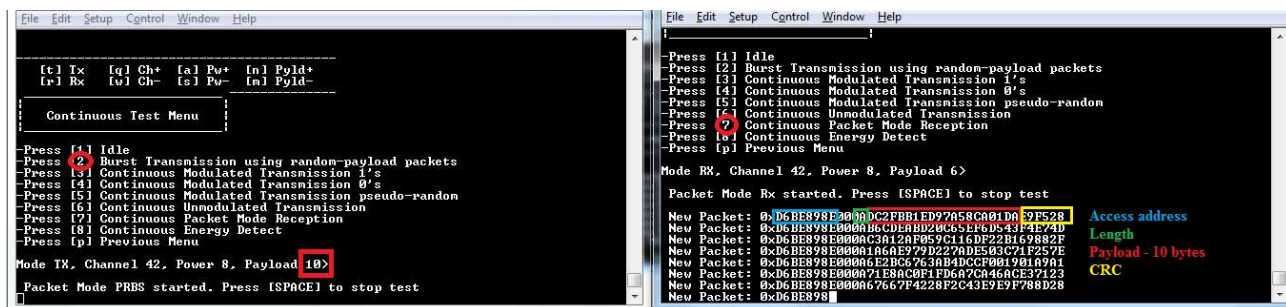 File Edit Setup Control Window Help
[t] Tx [q] Ch+ [a] Pw+ [n] Pyld+
[r] Rx [w] Ch- [s] Pw- [m] Pyld-
Continuous Test Menu
-Press [1] Idle
-Press [2] Burst Transmission using random-payload packets
-Press [3] Continuous Modulated Transmission 1's
-Press [4] Continuous Modulated Transmission 0's
-Press [5] Continuous Modulated Transmission pseudo-random
-Press [6] Continuous Unmodulated Transmission
-Press [7] Continuous Packet Mode Reception
-Press [8] Continuous Energy Detect
-Press [p] Previous Menu
Mode TX, Channel 42, Power 8, Payload 10>
Packet Mode PRBS started. Press [SPACE] to stop test
File Edit Setup Control Window Help
-Press [1] Idle
-Press [2] Burst Transmission using random-payload packets
-Press [3] Continuous Modulated Transmission 1's
-Press [4] Continuous Modulated Transmission 0's
-Press [5] Continuous Modulated Transmission pseudo-random
-Press [6] Continuous Unmodulated Transmission
-Press [7] Continuous Packet Mode Reception
-Press [8] Continuous Energy Detect
-Press [p] Previous Menu
Mode RX, Channel 42, Power 8, Payload 6>
Packet Mode Rx started. Press [SPACE] to stop test
New Packet: 0xD6BE898E000ADC2FBB1ED97A58CA01DAE9F528 Access address
New Packet: 0xD6BE898E000AB6CDEABD20C65EF6D543F4E74D Length
New Packet: 0xD6BE898E000AC3A12AF059C116DF22B169882F
New Packet: 0xD6BE898E000A1A6AE979D227ADE503C71F257E Payload - 10 bytes
New Packet: 0xD6BE898E000A6E2BC6763AB4DCCF001901A9A1 CRC
New Packet: 0xD6BE898E000A71E8AC0F1FD6A7CA46ACE37123
New Packet: 0xD6BE898E000A67667F4228F2C43E9E9F788D28
New Packet: 0xD6BE898